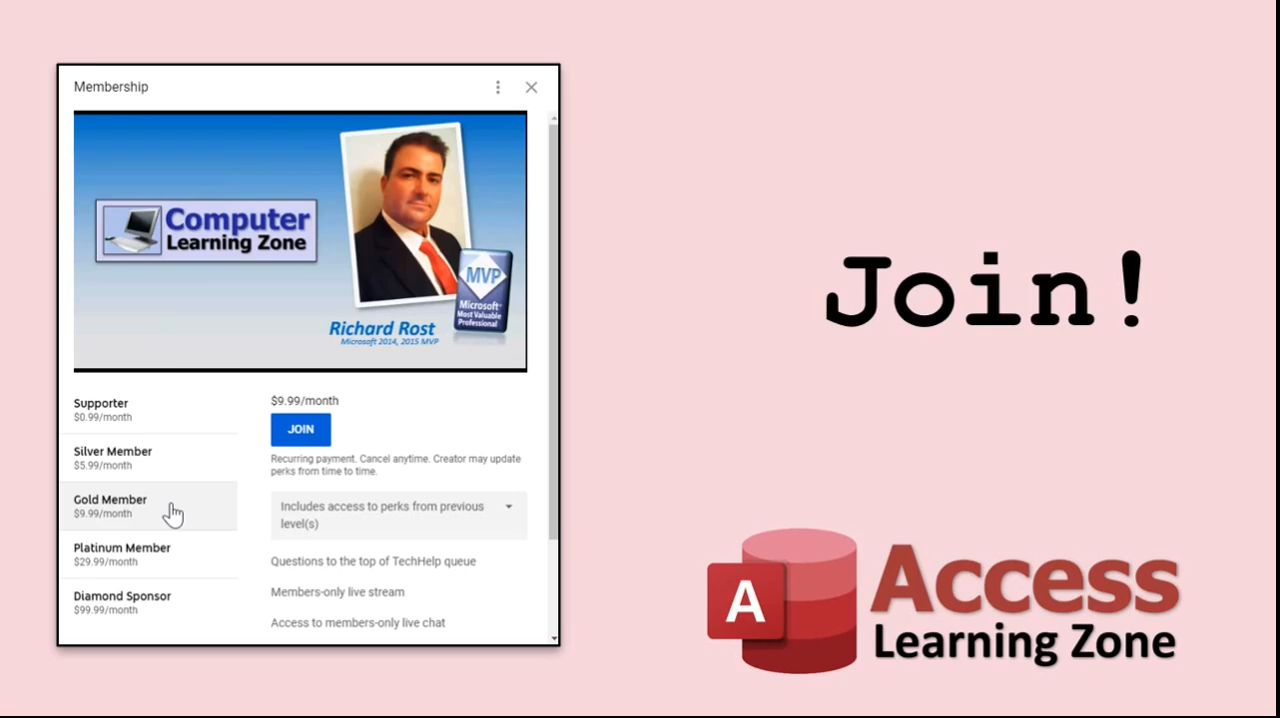 Membership
Computer
Learning Zone
MVP
Microsoft®
Most Valuable
Professional
Richard Rost
Microsoft 2014, 2015 MVP
Supporter
$0.99/month
Silver Member
$5.99/month
Gold Member
$9.99/month
Platinum Member
$29.99/month
Diamond Sponsor
$99.99/month
$9.99/month
JOIN
Recurring payment. Cancel anytime. Creator may update
perks from time to time.
Includes access to perks from previous
level(s)
Questions to the top of TechHelp queue
Members-only live stream
Access to members-only live chat
Join!
A
Access
Learning Zone